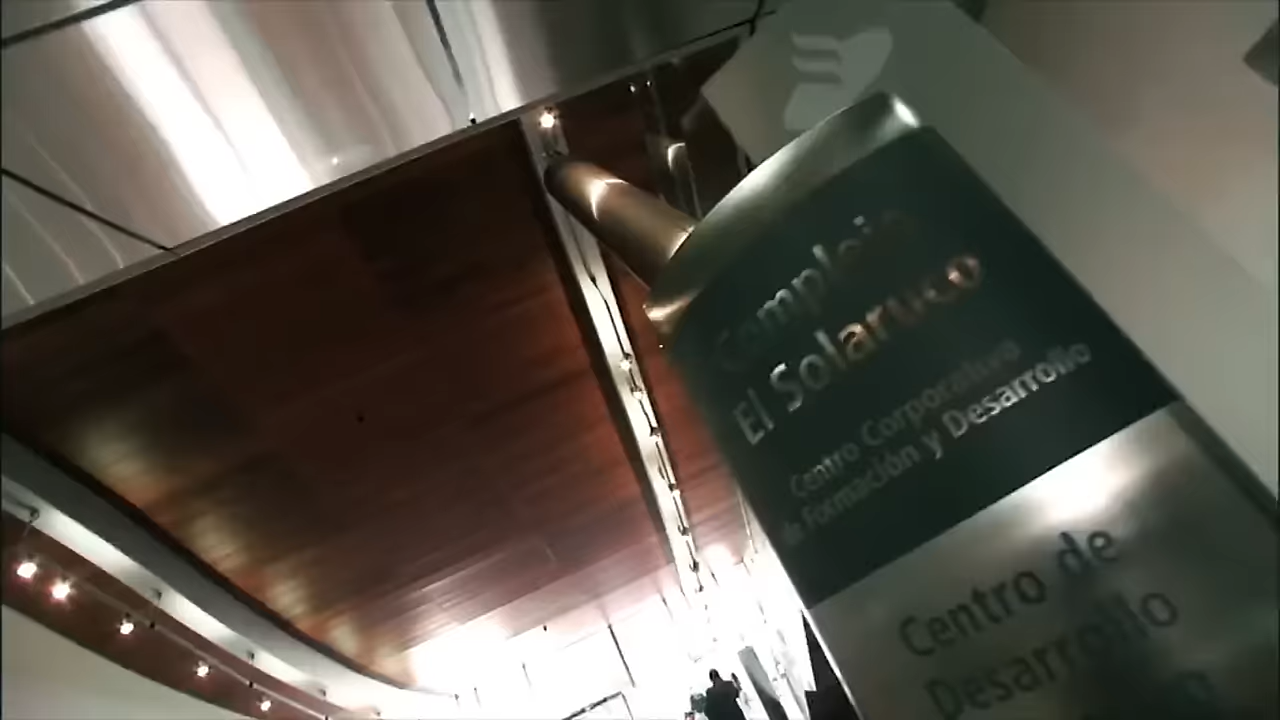 Complejo
El Solaruco
Centro Corporativo
de Formación y Desarrollo
Centro de
Desarrollo